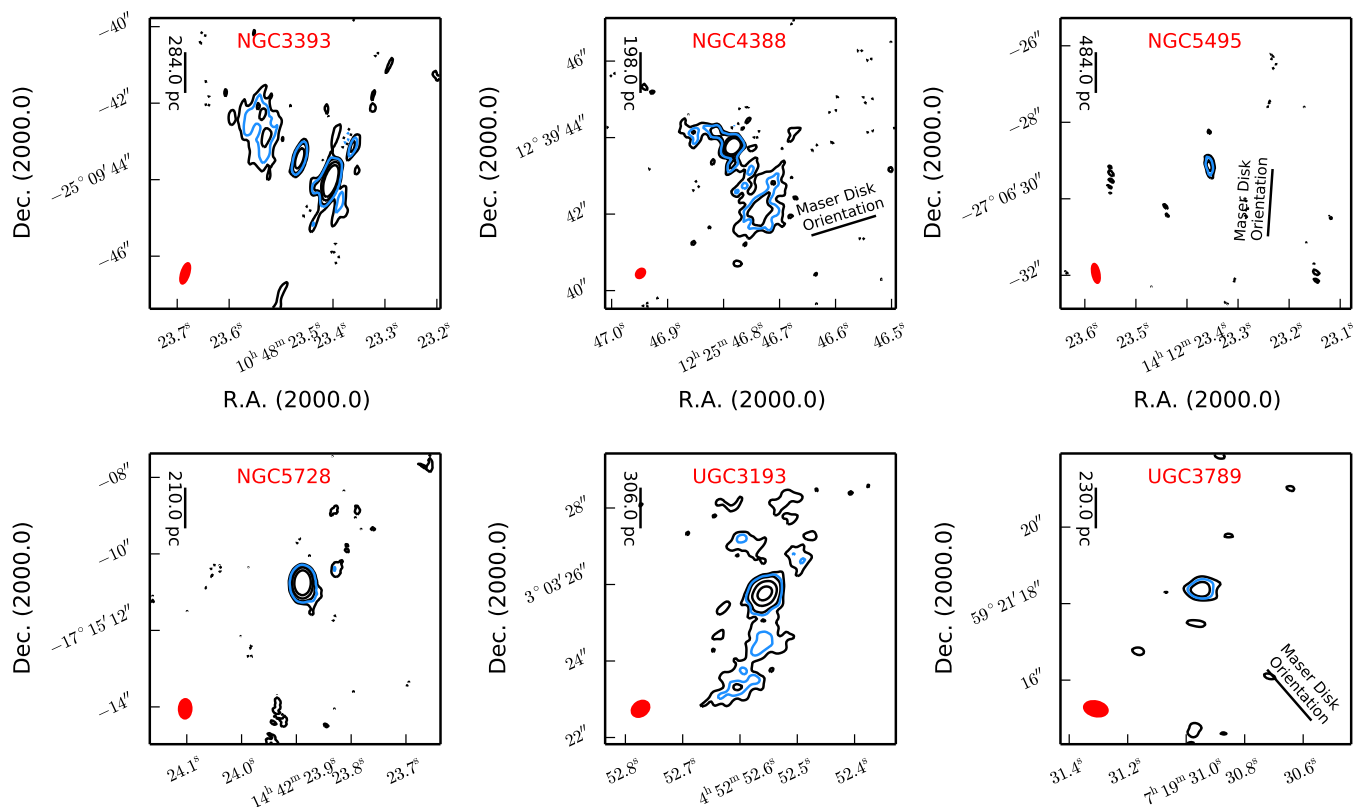 NGC3393
284.0 pc
Dec. (2000.0)
−40″
−42″
−25° 09′ 44″
−46″
23.7ˢ
23.6ˢ
10ʰ 48ᵐ 23.5ˢ
23.4ˢ
23.3ˢ
23.2ˢ
R.A. (2000.0)
NGC4388
198.0 pc
Dec. (2000.0)
46″
12° 39′ 44″
42″
40″
Maser Disk
Orientation
47.0ˢ
46.9ˢ
12ʰ 25ᵐ 46.8ˢ
46.7ˢ
46.6ˢ
46.5ˢ
R.A. (2000.0)
NGC5495
484.0 pc
Dec. (2000.0)
−26″
−28″
−27° 06′ 30″
−32″
Maser Disk
Orientation
23.6ˢ
23.5ˢ
14ʰ 12ᵐ 23.4ˢ
23.3ˢ
23.2ˢ
23.1ˢ
R.A. (2000.0)
NGC5728
210.0 pc
Dec. (2000.0)
−08″
−10″
−17° 15′ 12″
−14″
24.1ˢ
24.0ˢ
14ʰ 42ᵐ 23.9ˢ
23.8ˢ
23.7ˢ
UGC3193
306.0 pc
Dec. (2000.0)
28″
3° 03′ 26″
24″
22″
52.8ˢ
52.7ˢ
4ʰ 52ᵐ 52.6ˢ
52.5ˢ
52.4ˢ
UGC3789
230.0 pc
Dec. (2000.0)
20″
59° 21′ 18″
16″
Maser Disk
Orientation
31.4ˢ
31.2ˢ
7ʰ 19ᵐ 31.0ˢ
30.8ˢ
30.6ˢ